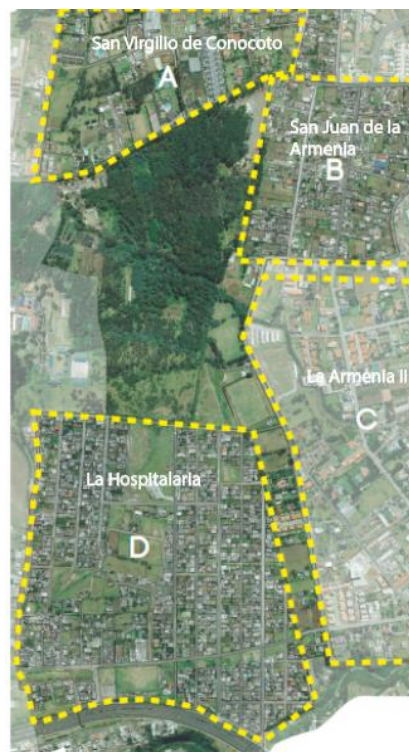 San Virgilio de Conocoto
A
San Juan de la
Armenia
B
La Armenia II
C
La Hospitalaria
D